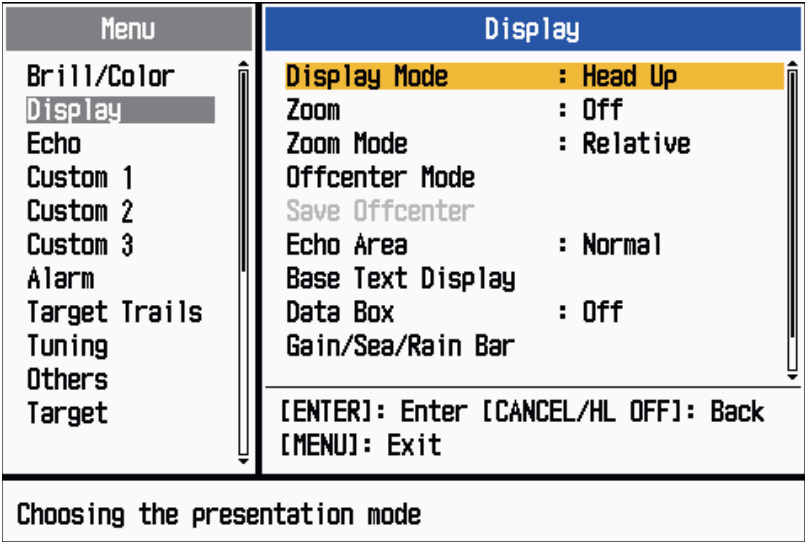 Menu
Brill/Color
Display
Echo
Custom 1
Custom 2
Custom 3
Alarm
Target Trails
Tuning
Others
Target
Display
Display Mode : Head Up
Zoom : Off
Zoom Mode : Relative
Offcenter Mode
Save Offcenter
Echo Area : Normal
Base Text Display
Data Box : Off
Gain/Sea/Rain Bar
[ENTER]: Enter [CANCEL/HL OFF]: Back
[MENU]: Exit
Choosing the presentation mode